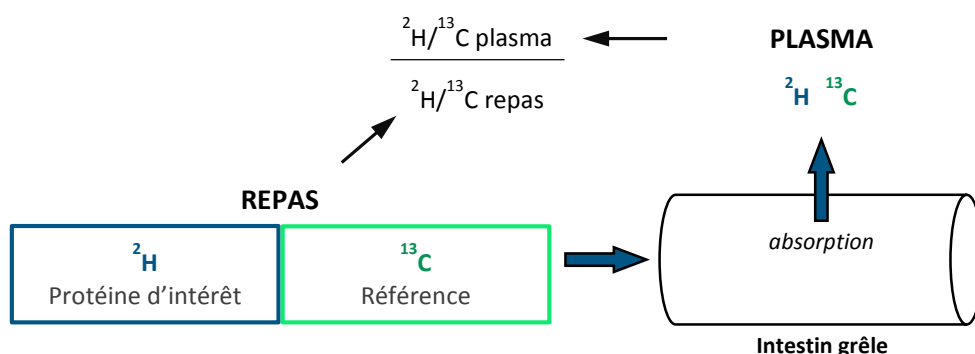 ²H/¹³C plasma
²H/¹³C repas
PLASMA
²H ¹³C
REPAS
²H
Protéine d’intérêt
¹³C
Référence
absorption
Intestin grêle